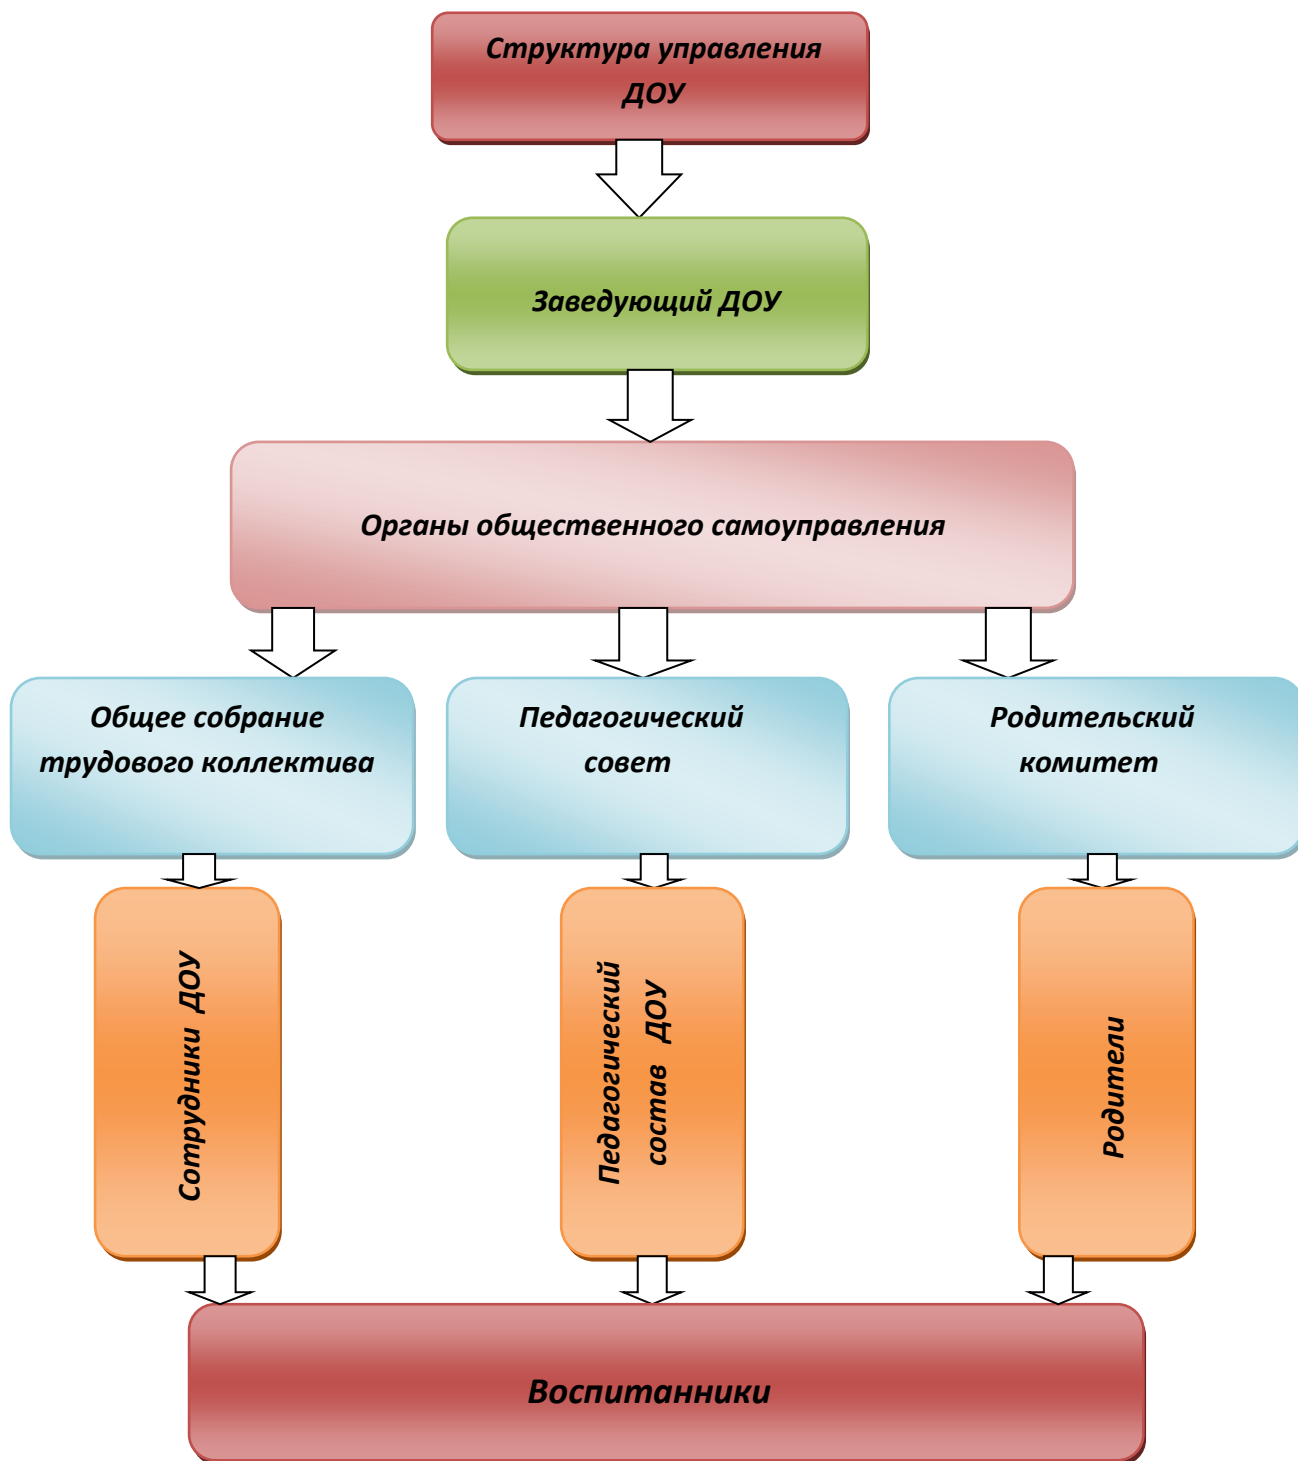 Структура управления
ДОУ
Заведующий ДОУ
Органы общественного самоуправления
Общее собрание
трудового коллектива
Педагогический
совет
Родительский
комитет
Сотрудники ДОУ
Педагогический
состав ДОУ
Родители
Воспитанники